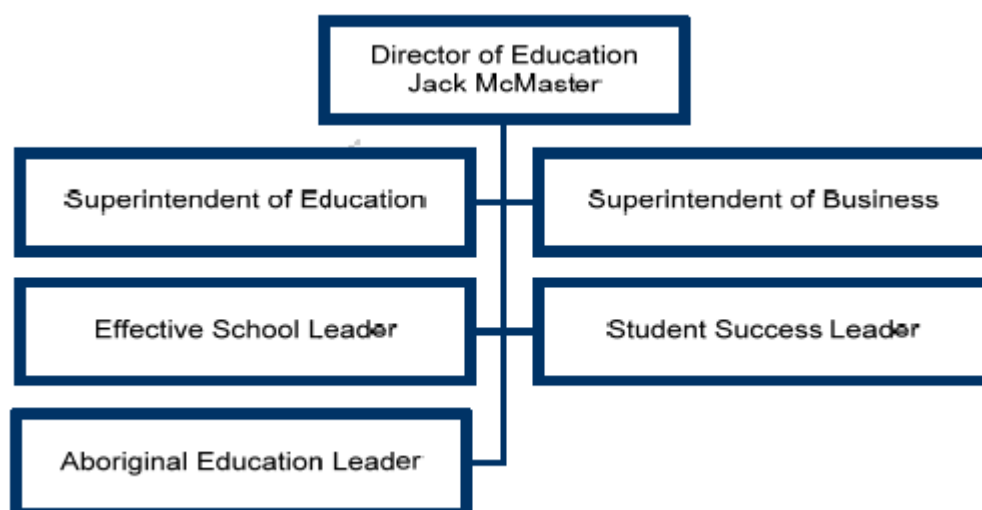 Director of Education
Jack McMaster
Superintendent of Education
Superintendent of Business
Effective School Leader
Student Success Leader
Aboriginal Education Leader